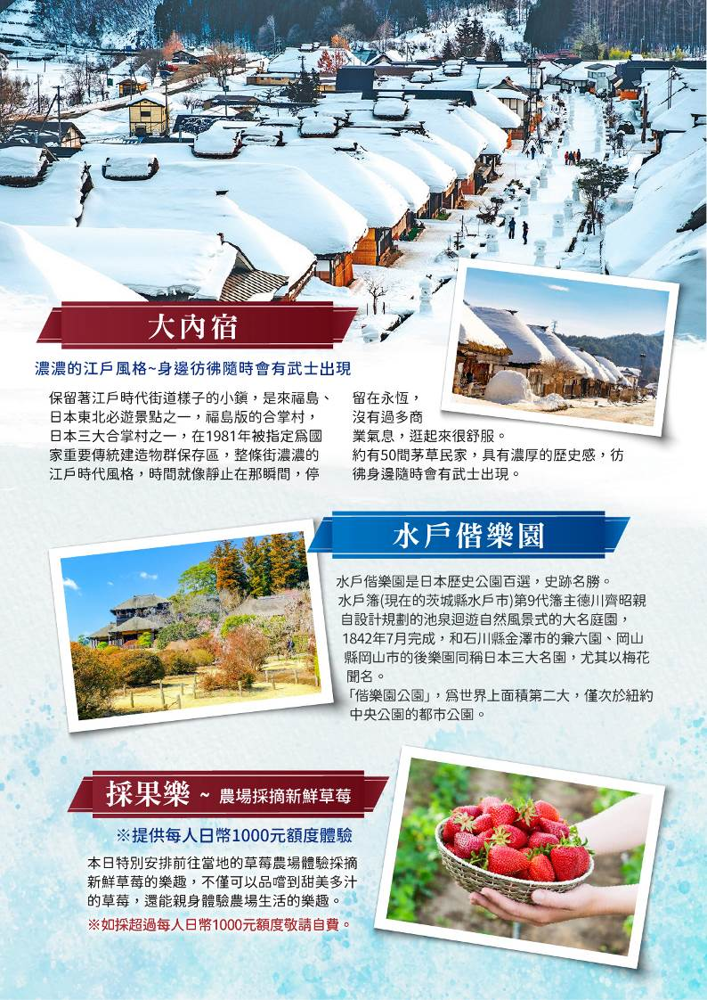 大內宿
濃濃的江戶風格~身邊彷彿隨時會有武士出現
保留著江戶時代街道樣子的小鎮，是來福島、
日本東北必遊景點之一，福島版的合掌村，
日本三大合掌村之一，在1981年被指定為國
家重要傳統建造物群保存區，整條街濃濃的
江戶時代風格，時間就像靜止在那瞬間，停
留在永恆，
沒有過多商
業氣息，逛起來很舒服。
約有50間茅草民家，具有濃厚的歷史感，彷
彿身邊隨時會有武士出現。
水戶偕樂園
水戶偕樂園是日本歷史公園百選，史跡名勝。
水戶籓(現在的茨城縣水戶市)第9代藩主德川齊昭親
自設計規劃的池泉迴遊自然風景式的大名庭園，
1842年7月完成，和石川縣金澤市的兼六園、岡山
縣岡山市的後樂園同稱日本三大名園，尤其以梅花
聞名。
「偕樂園公園」，為世界上面積第二大，僅次於紐約
中央公園的都市公園。
採果樂 ~ 農場採摘新鮮草莓
※提供每人日幣1000元額度體驗
本日特別安排前往當地的草莓農場體驗採摘
新鮮草莓的樂趣，不僅可以品嚐到甜美多汁
的草莓，還能親身體驗農場生活的樂趣。
※如採超過每人日幣1000元額度敬請自費。